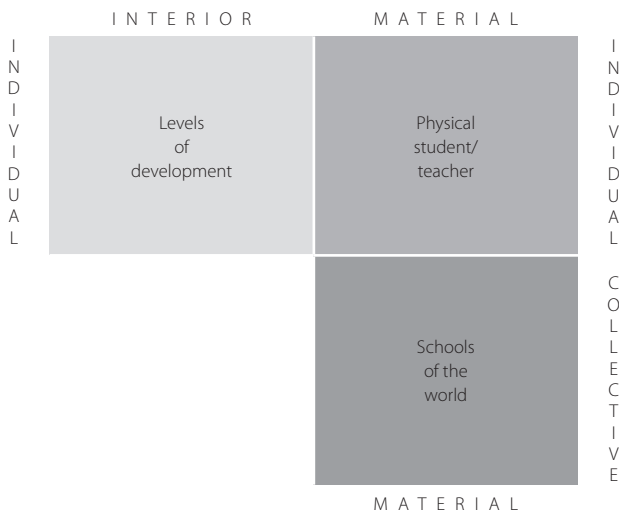 INTERIOR
MATERIAL
INDIVIDUAL
Levels
of
development
Physical
student/
teacher
INDIVIDUAL
Schools
of the
world
COLLECTIVE
MATERIAL